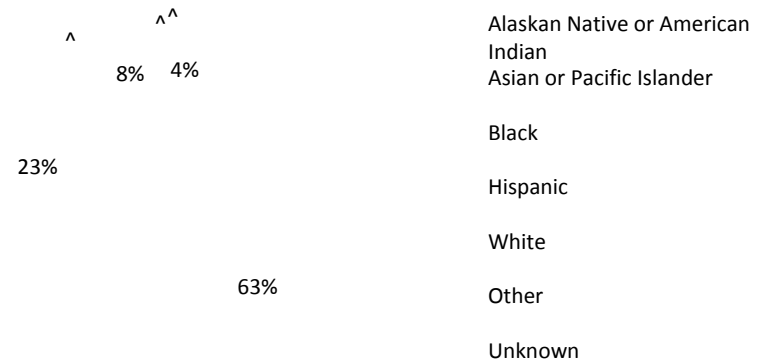 ^ ^^
8% 4%
23%
63%
Alaskan Native or American
Indian
Asian or Pacific Islander
Black
Hispanic
White
Other
Unknown